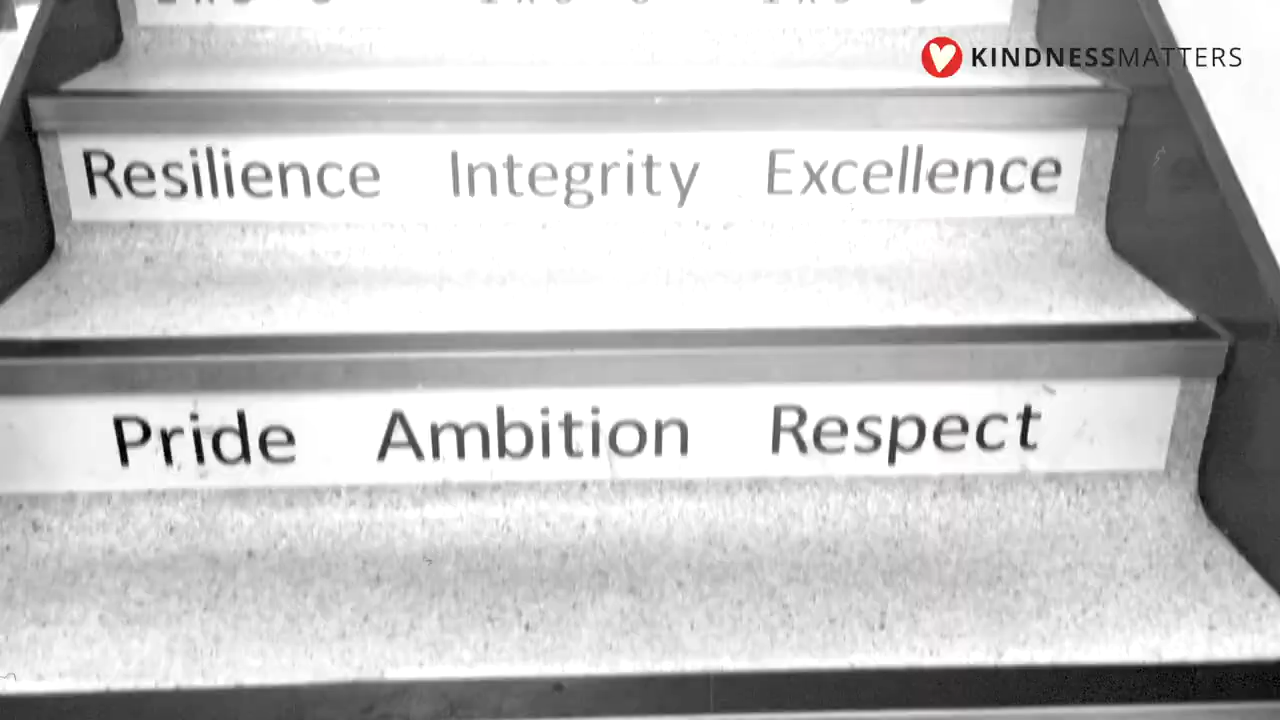 KINDNESSMATTERS
Resilience Integrity Excellence
Pride Ambition Respect